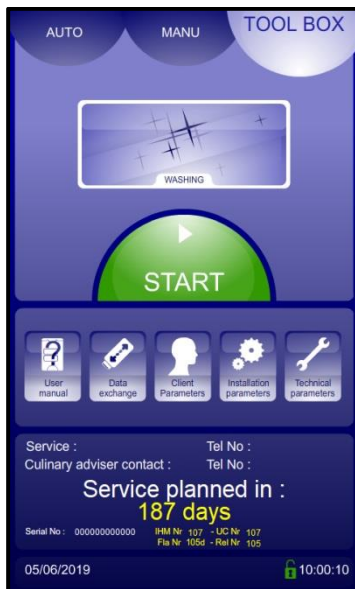 AUTO MANU TOOL BOX
WASHING
START
User manual
Data exchange
Client Parameters
Installation parameters
Technical parameters
Service : Tel No :
Culinary adviser contact : Tel No :
Service planned in :
187 days
Serial No : 000000000000 IHM Nr 107 - UC Nr 107
Fla Nr 105d - Rel Nr 105
05/06/2019 10:00:10